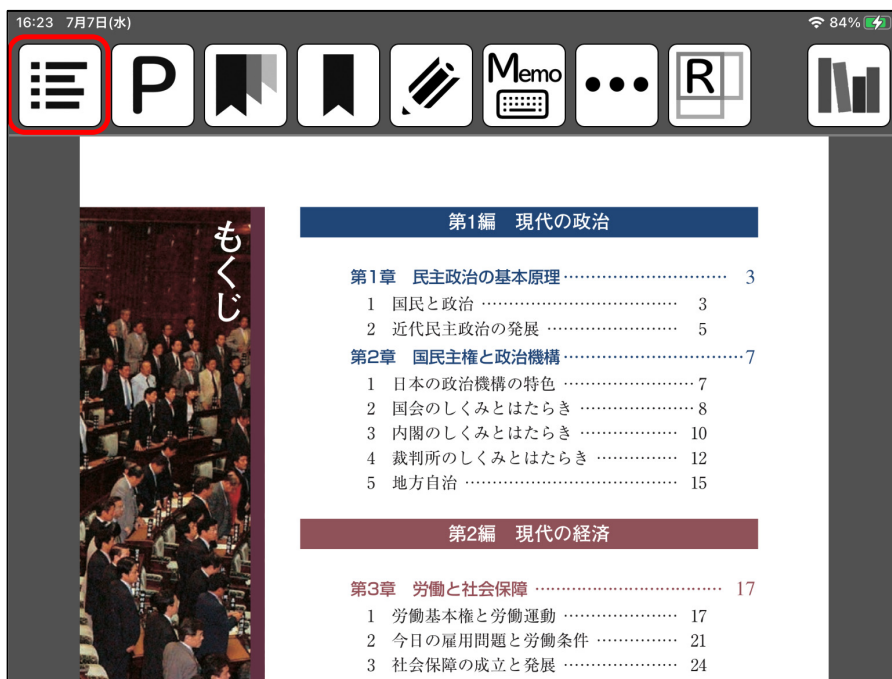 16:23 7月7日(水)
84%
P
Memo
R
もくじ
第1編 現代の政治
第1章 民主政治の基本原理…………………………… 3
1 国民と政治 ……………………………… 3
2 近代民主政治の発展 …………………… 5
第2章 国民主権と政治機構……………………………7
1 日本の政治機構の特色 ……………………7
2 国会のしくみとはたらき …………………8
3 内閣のしくみとはたらき ……………… 10
4 裁判所のしくみとはたらき …………… 12
5 地方自治 ………………………………… 15
第2編 現代の経済
第3章 労働と社会保障 …………………………… 17
1 労働基本権と労働運動 ………………… 17
2 今日の雇用問題と労働条件 …………… 21
3 社会保障の成立と発展 ………………… 24